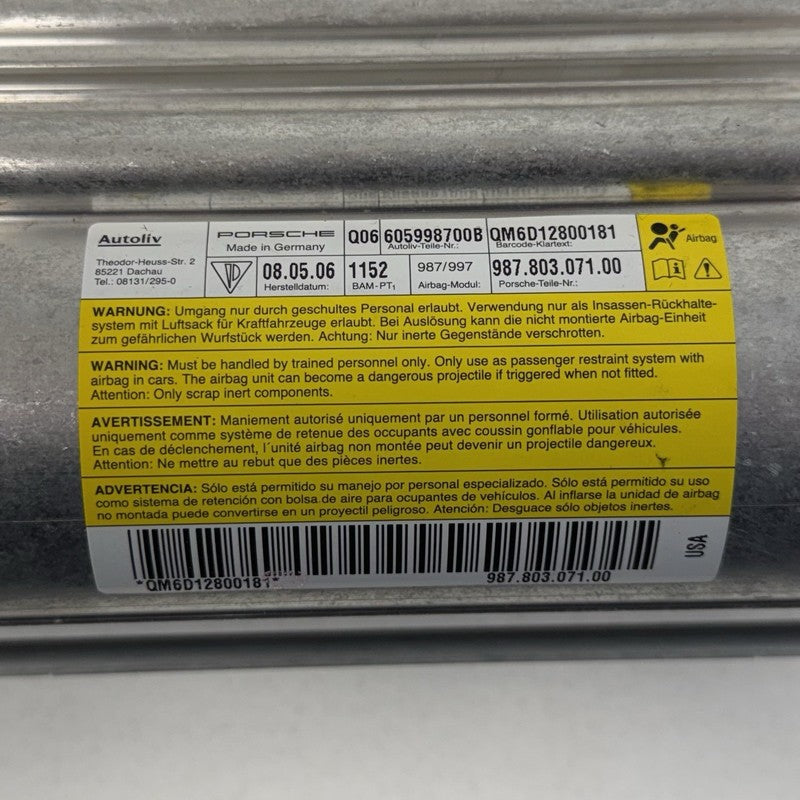 Autoliv
Theodor-Heuss-Str. 2
85221 Dachau
Tel.: 08131/295-0
PORSCHE
Made in Germany
Q06
605998700B
Autoliv-Teile-Nr.:
QM6D12800181
Barcode-Klartext:
08.05.06
Herstelldatum:
1152
BAM-PT1
987/997
Airbag-Modul:
987.803.071.00
Porsche-Teile-Nr.:
Airbag
WARNUNG: Umgang nur durch geschultes Personal erlaubt. Verwendung nur als Insassen-Rückhalte-
system mit Luftsack für Kraftfahrzeuge erlaubt. Bei Auslösung kann die nicht montierte Airbag-Einheit
zum gefährlichen Wurfstück werden. Achtung: Nur inerte Gegenstände verschrotten.
WARNING: Must be handled by trained personnel only. Only use as passenger restraint system with
airbag in cars. The airbag unit can become a dangerous projectile if triggered when not fitted.
Attention: Only scrap inert components.
AVERTISSEMENT: Maniement autorisé uniquement par un personnel formé. Utilisation autorisée
uniquement comme système de retenue des occupants avec coussin gonflable pour véhicules.
En cas de déclenchement, l´unité airbag non montée peut devenir un projectile dangereux.
Attention: Ne mettre au rebut que des pièces inertes.
ADVERTENCIA: Sólo está permitido su manejo por personal especializado. Sólo está permitido su uso
como sistema de retención con bolsa de aire para ocupantes de vehículos. Al inflarse la unidad de airbag
no montada puede convertirse en un proyectil peligroso. Atención: Desguace sólo objetos inertes.
*QM6D12800181*
987.803.071.00
USA